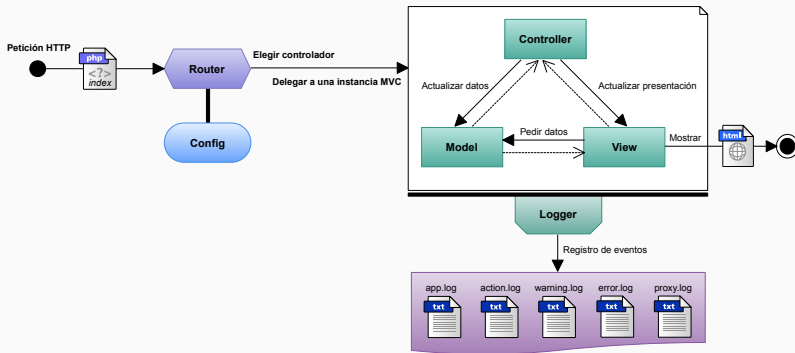 Petición HTTP
php
<?>
index
Router
Config
Elegir controlador
Delegar a una instancia MVC
Controller
Actualizar datos
Actualizar presentación
Pedir datos
Model
View
Mostrar
html
Logger
Registro de eventos
app.log
action.log
warning.log
error.log
proxy.log
txt
txt
txt
txt
txt